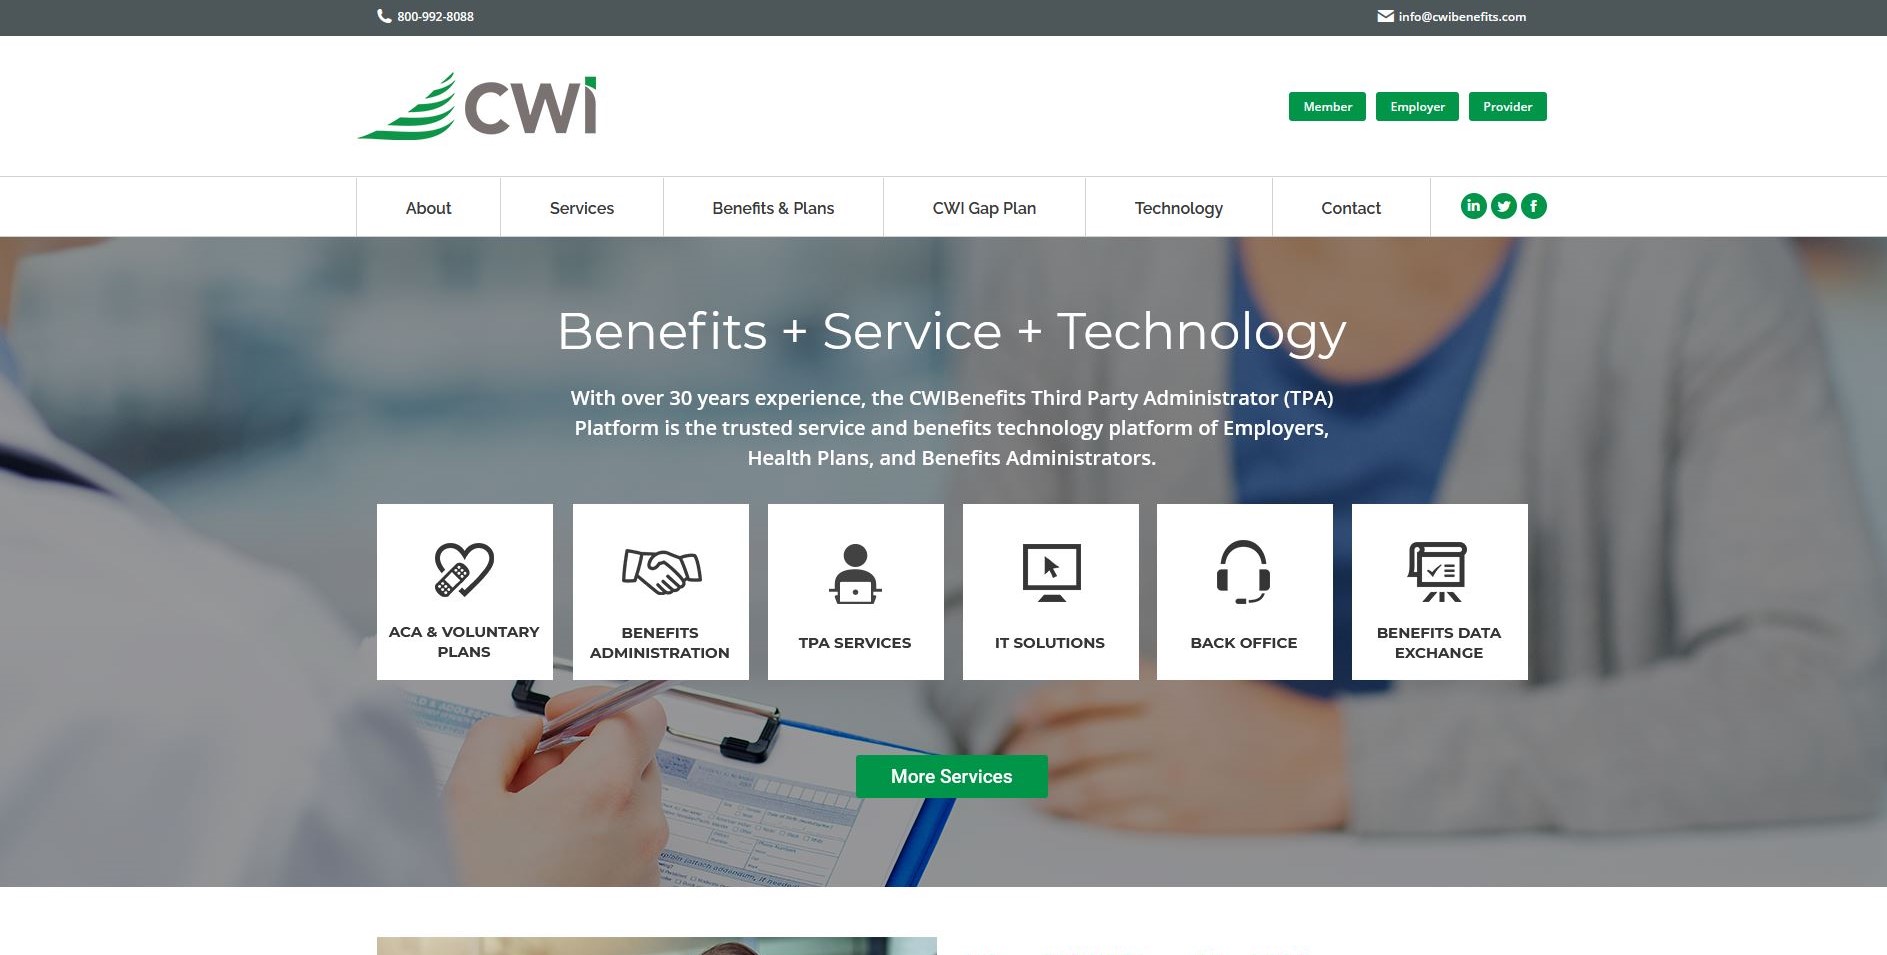 800-992-8088
info@cwibenefits.com
CWI
Member
Employer
Provider
About
Services
Benefits & Plans
CWI Gap Plan
Technology
Contact
in
f
Benefits + Service + Technology
With over 30 years experience, the CWIBenefits Third Party Administrator (TPA)
Platform is the trusted service and benefits technology platform of Employers,
Health Plans, and Benefits Administrators.
ACA & VOLUNTARY
PLANS
BENEFITS
ADMINISTRATION
TPA SERVICES
IT SOLUTIONS
BACK OFFICE
BENEFITS DATA
EXCHANGE
More Services